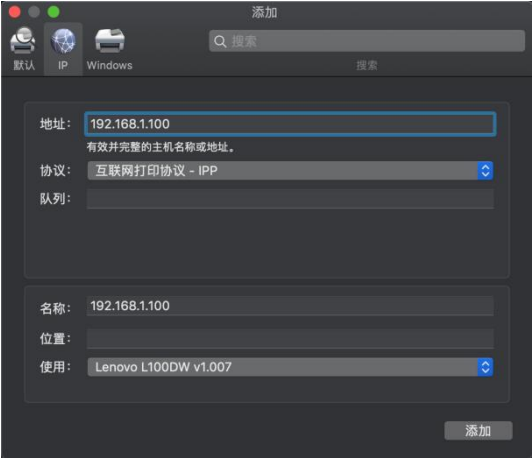 添加
搜索
默认 IP Windows 搜索
地址: 192.168.1.100
有效并完整的主机名称或地址。
协议: 互联网打印协议 - IPP
队列:
名称: 192.168.1.100
位置:
使用: Lenovo L100DW v1.007
添加